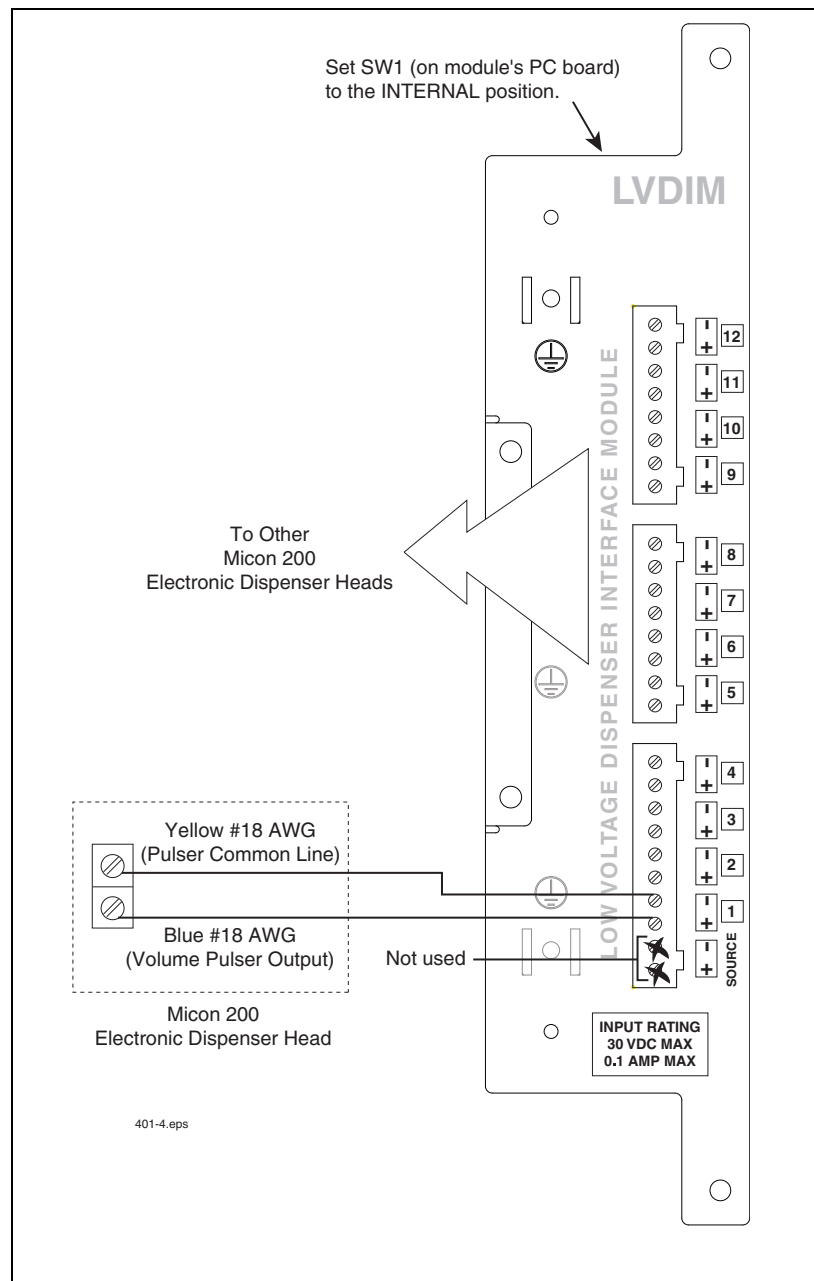 Set SW1 (on module's PC board)
to the INTERNAL position.
LVDIM
LOW VOLTAGE DISPENSER INTERFACE MODULE
- + 12
- + 11
- + 10
- + 9
- + 8
- + 7
- + 6
- + 5
- + 4
- + 3
- + 2
- + 1
- + SOURCE
To Other
Micon 200
Electronic Dispenser Heads
Yellow #18 AWG
(Pulser Common Line)
Blue #18 AWG
(Volume Pulser Output)
Not used
Micon 200
Electronic Dispenser Head
INPUT RATING
30 VDC MAX
0.1 AMP MAX
401-4.eps